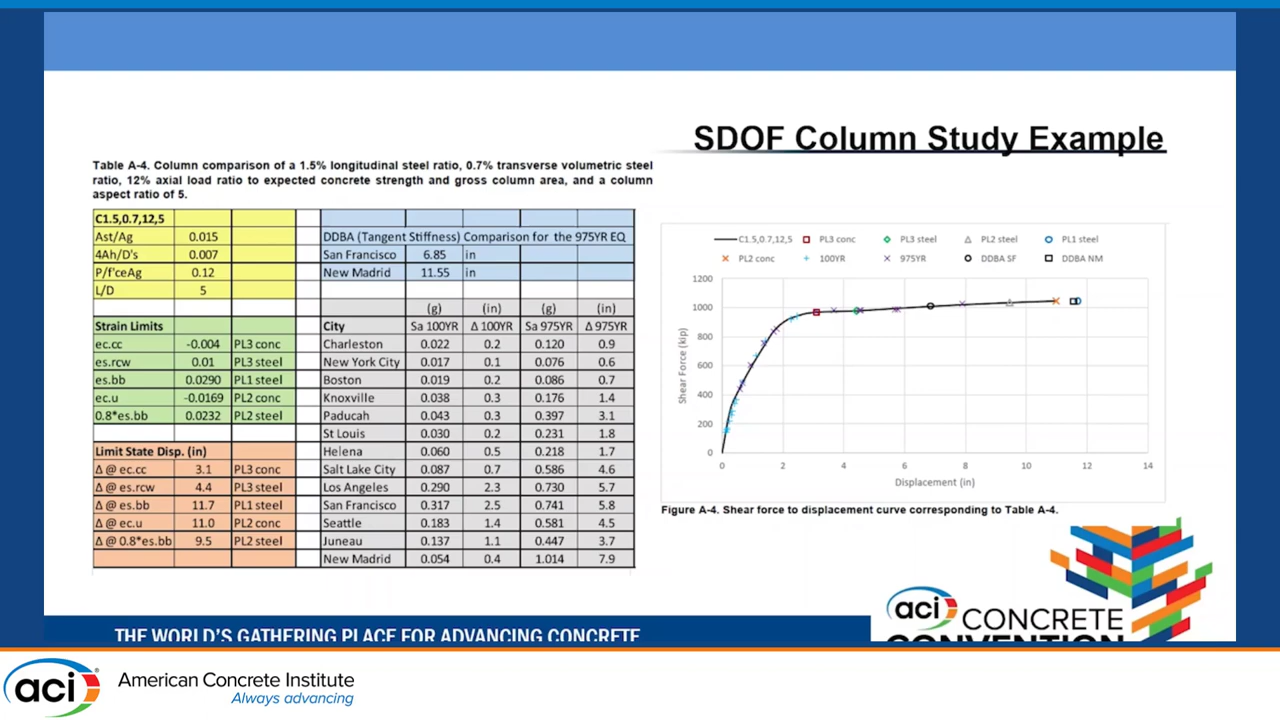 SDOF Column Study Example
Table A-4. Column comparison of a 1.5% longitudinal steel ratio, 0.7% transverse volumetric steel
ratio, 12% axial load ratio to expected concrete strength and gross column area, and a column
aspect ratio of 5.
C1.5,0.7,12,5
Ast/Ag 0.015
4Ah/D's 0.007
P/f'ceAg 0.12
L/D 5
Strain Limits
ec.cc -0.004 PL3 conc
es.rcw 0.01 PL3 steel
es.bb 0.0290 PL1 steel
ec.u -0.0169 PL2 conc
0.8*es.bb 0.0232 PL2 steel
Limit State Disp. (in)
Δ @ ec.cc 3.1 PL3 conc
Δ @ es.rcw 4.4 PL3 steel
Δ @ es.bb 11.7 PL1 steel
Δ @ ec.u 11.0 PL2 conc
Δ @ 0.8*es.bb 9.5 PL2 steel
DDBA (Tangent Stiffness) Comparison for the 975YR EQ
San Francisco 6.85 in
New Madrid 11.55 in
(g) (in) (g) (in)
City Sa 100YR Δ 100YR Sa 975YR Δ 975YR
Charleston 0.022 0.2 0.120 0.9
New York City 0.017 0.1 0.076 0.6
Boston 0.019 0.2 0.086 0.7
Knoxville 0.038 0.3 0.176 1.4
Paducah 0.043 0.3 0.397 3.1
St Louis 0.030 0.2 0.231 1.8
Helena 0.060 0.5 0.218 1.7
Salt Lake City 0.087 0.7 0.586 4.6
Los Angeles 0.290 2.3 0.730 5.7
San Francisco 0.317 2.5 0.741 5.8
Seattle 0.183 1.4 0.581 4.5
Juneau 0.137 1.1 0.447 3.7
New Madrid 0.054 0.4 1.014 7.9
C1.5,0.7,12,5 PL3 conc PL3 steel PL2 steel PL1 steel
PL2 conc 100YR 975YR DDBA SF DDBA NM
1200
1000
800
600
400
200
0
Shear Force (kip)
0 2 4 6 8 10 12 14
Displacement (in)
Figure A-4. Shear force to displacement curve corresponding to Table A-4.
THE WORLD'S GATHERING PLACE FOR ADVANCING CONCRETE
aci CONCRETE
CONVENTION
aci ® American Concrete Institute
Always advancing